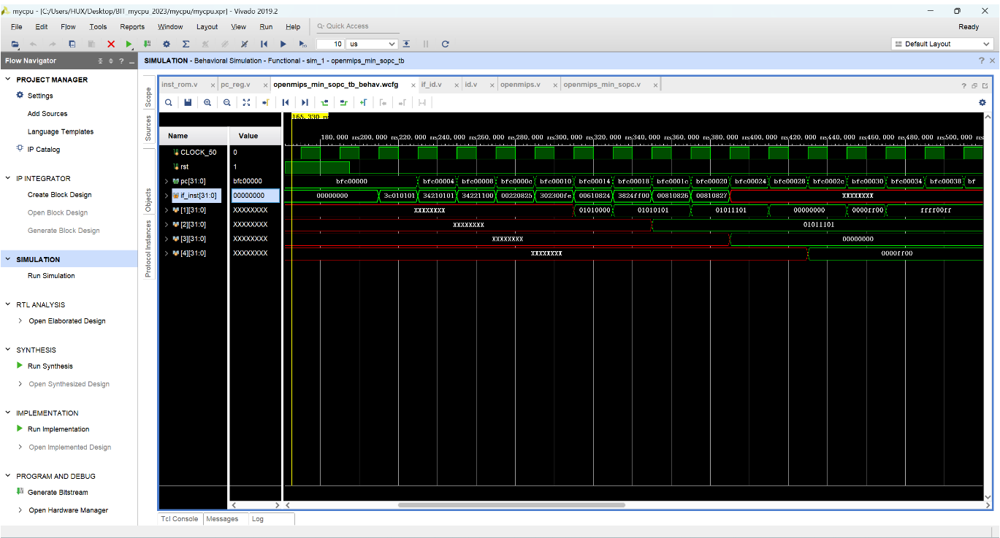 mycpu - [C:/Users/HUX/Desktop/BIT_mycpu_2023/mycpu/mycpu.xpr] - Vivado 2019.2
File Edit Flow Tools Reports Window Layout View Run Help Quick Access Ready
10 us Default Layout
Flow Navigator
SIMULATION - Behavioral Simulation - Functional - sim_1 - openmips_min_sopc_tb
PROJECT MANAGER
Settings
Add Sources
Language Templates
IP Catalog
IP INTEGRATOR
Create Block Design
Open Block Design
Generate Block Design
SIMULATION
Run Simulation
RTL ANALYSIS
Open Elaborated Design
SYNTHESIS
Run Synthesis
Open Synthesized Design
IMPLEMENTATION
Run Implementation
Open Implemented Design
PROGRAM AND DEBUG
Generate Bitstream
Open Hardware Manager
Scope
Sources
Objects
Protocol Instances
inst_rom.v pc_reg.v openmips_min_sopc_tb_behav.wcfg if_id.v id.v openmips.v openmips_min_sopc.v
Name Value
180.000 ns 200.000 ns 220.000 ns 240.000 ns 260.000 ns 280.000 ns 300.000 ns 320.000 ns 340.000 ns 360.000 ns 380.000 ns 400.000 ns 420.000 ns 440.000 ns 460.000 ns 480.000 ns 500.000 ns
CLOCK_50 0
rst 1
pc[31:0] bfc00000 bfc00000 bfc00004 bfc00008 bfc0000c bfc00010 bfc00014 bfc00018 bfc0001c bfc00020 bfc00024 bfc00028 bfc0002c bfc00030 bfc00034 bfc00038 bf
if_inst[31:0] 00000000 00000000 3c010101 34210101 34221100 00220825 302300fe 00610824 3824ff00 00810826 00810827 XXXXXXXX
[1][31:0] XXXXXXXX XXXXXXXX 01010000 01010101 01011101 00000000 0000ff00 ffff00ff
[2][31:0] XXXXXXXX XXXXXXXX 01011101
[3][31:0] XXXXXXXX XXXXXXXX 00000000
[4][31:0] XXXXXXXX XXXXXXXX 0000ff00
Tcl Console Messages Log